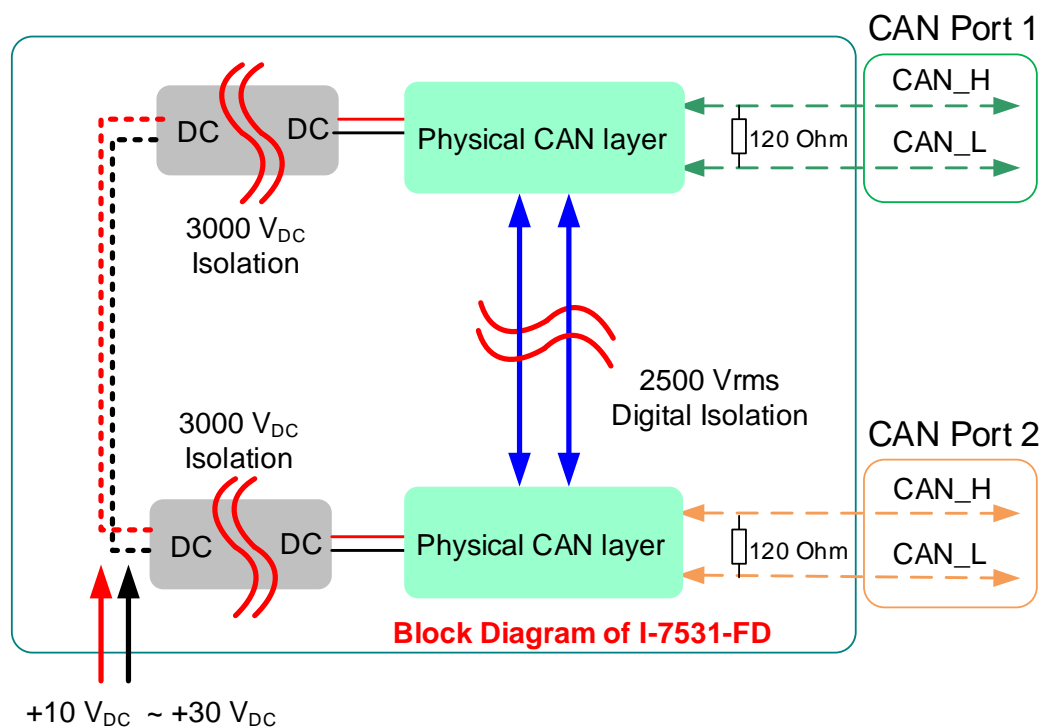 CAN Port 1
CAN_H
DC
DC
Physical CAN layer
120 Ohm
CAN_L
3000 VDC
Isolation
2500 Vrms
Digital Isolation
3000 VDC
Isolation
CAN Port 2
CAN_H
DC
DC
Physical CAN layer
120 Ohm
CAN_L
Block Diagram of I-7531-FD
+10 VDC ~ +30 VDC